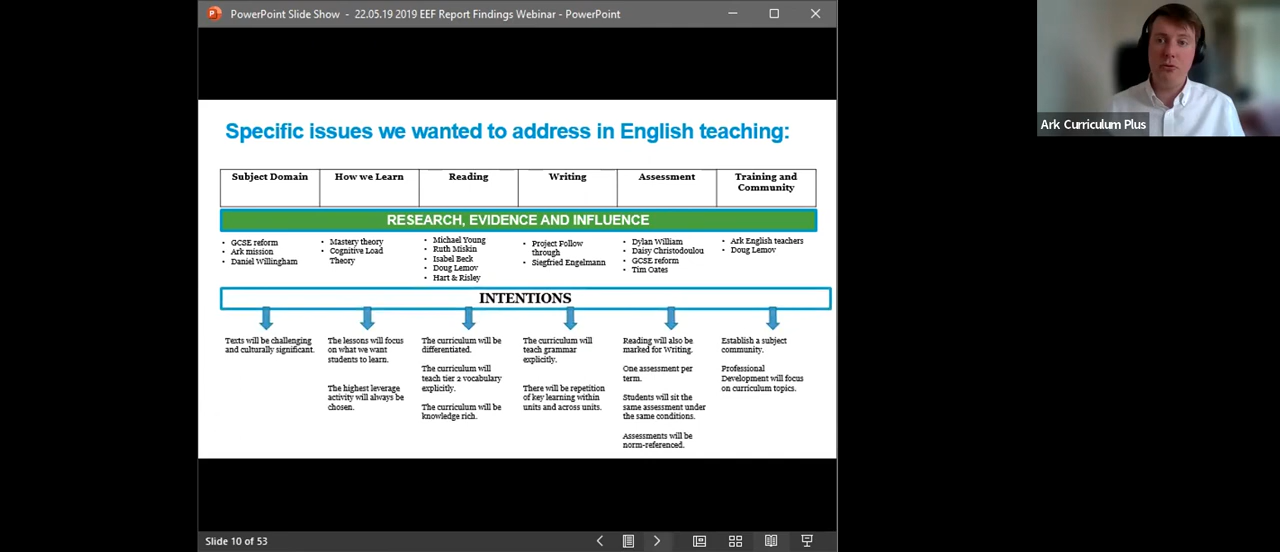 PowerPoint Slide Show - 22.05.19 2019 EEF Report Findings Webinar - PowerPoint
Ark Curriculum Plus
Specific issues we wanted to address in English teaching:
Subject Domain
How we Learn
Reading
Writing
Assessment
Training and
Community
RESEARCH, EVIDENCE AND INFLUENCE
• GCSE reform
• Ark mission
• Daniel Willingham
• Mastery theory
• Cognitive Load
Theory
• Michael Young
• Ruth Miskin
• Isabel Beck
• Doug Lemov
• Hart & Risley
• Project Follow
through
• Siegfried Engelmann
• Dylan William
• Daisy Christodoulou
• GCSE reform
• Tim Oates
• Ark English teachers
• Doug Lemov
INTENTIONS
Texts will be challenging
and culturally significant.
The lessons will focus
on what we want
students to learn.
The highest leverage
activity will always be
chosen.
The curriculum will be
differentiated.
The curriculum will
teach tier 2 vocabulary
explicitly.
The curriculum will be
knowledge rich.
The curriculum will
teach grammar
explicitly.
There will be repetition
of key learning within
units and across units.
Reading will also be
marked for Writing.
One assessment per
term.
Students will sit the
same assessment under
the same conditions.
Assessments will be
norm-referenced.
Establish a subject
community.
Professional
Development will focus
on curriculum topics.
Slide 10 of 53